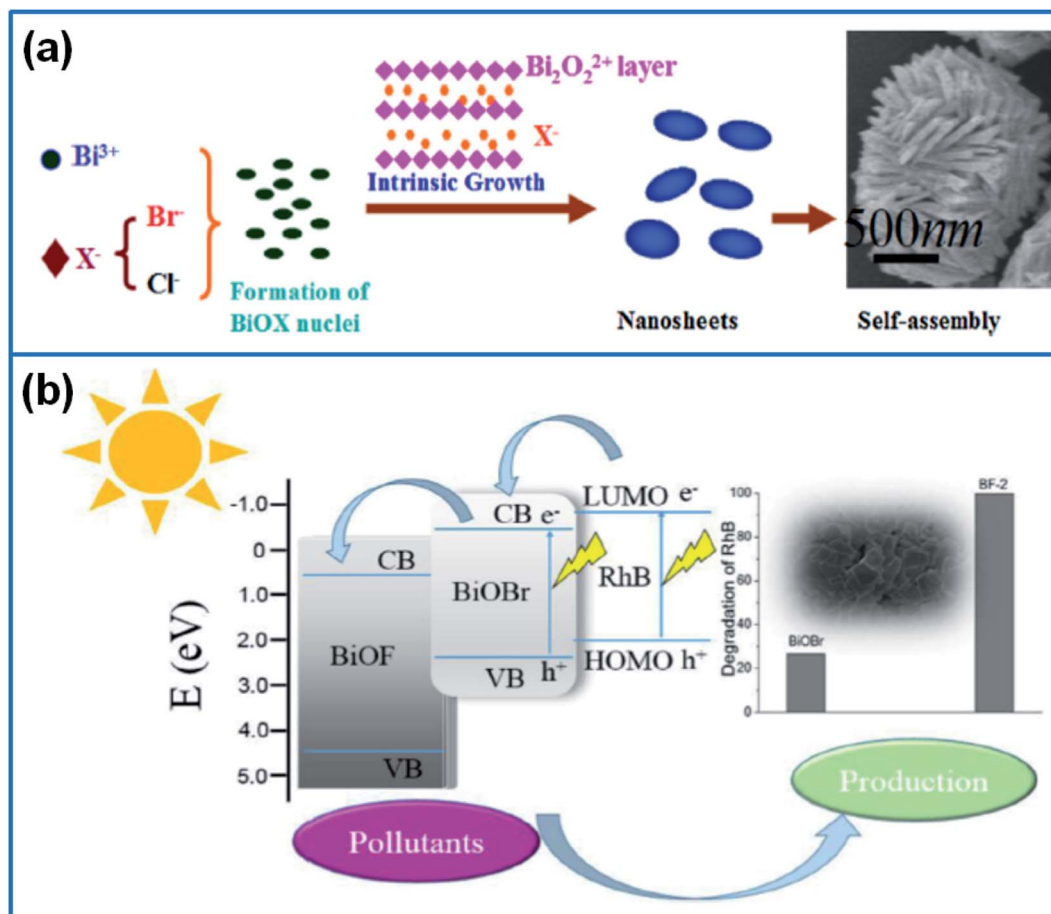 (a)
Bi³⁺
X⁻
Br⁻
Cl⁻
Formation of
BiOX nuclei
Bi₂O₂²⁺ layer
X⁻
Intrinsic Growth
Nanosheets
500nm
Self-assembly
(b)
E (eV)
-1.0
0
1.0
2.0
3.0
4.0
5.0
CB
BiOF
VB
CB e⁻
BiOBr
VB h⁺
LUMO e⁻
RhB
HOMO h⁺
Degradation of RhB
100
80
60
40
20
0
BiOBr
BF-2
Pollutants
Production